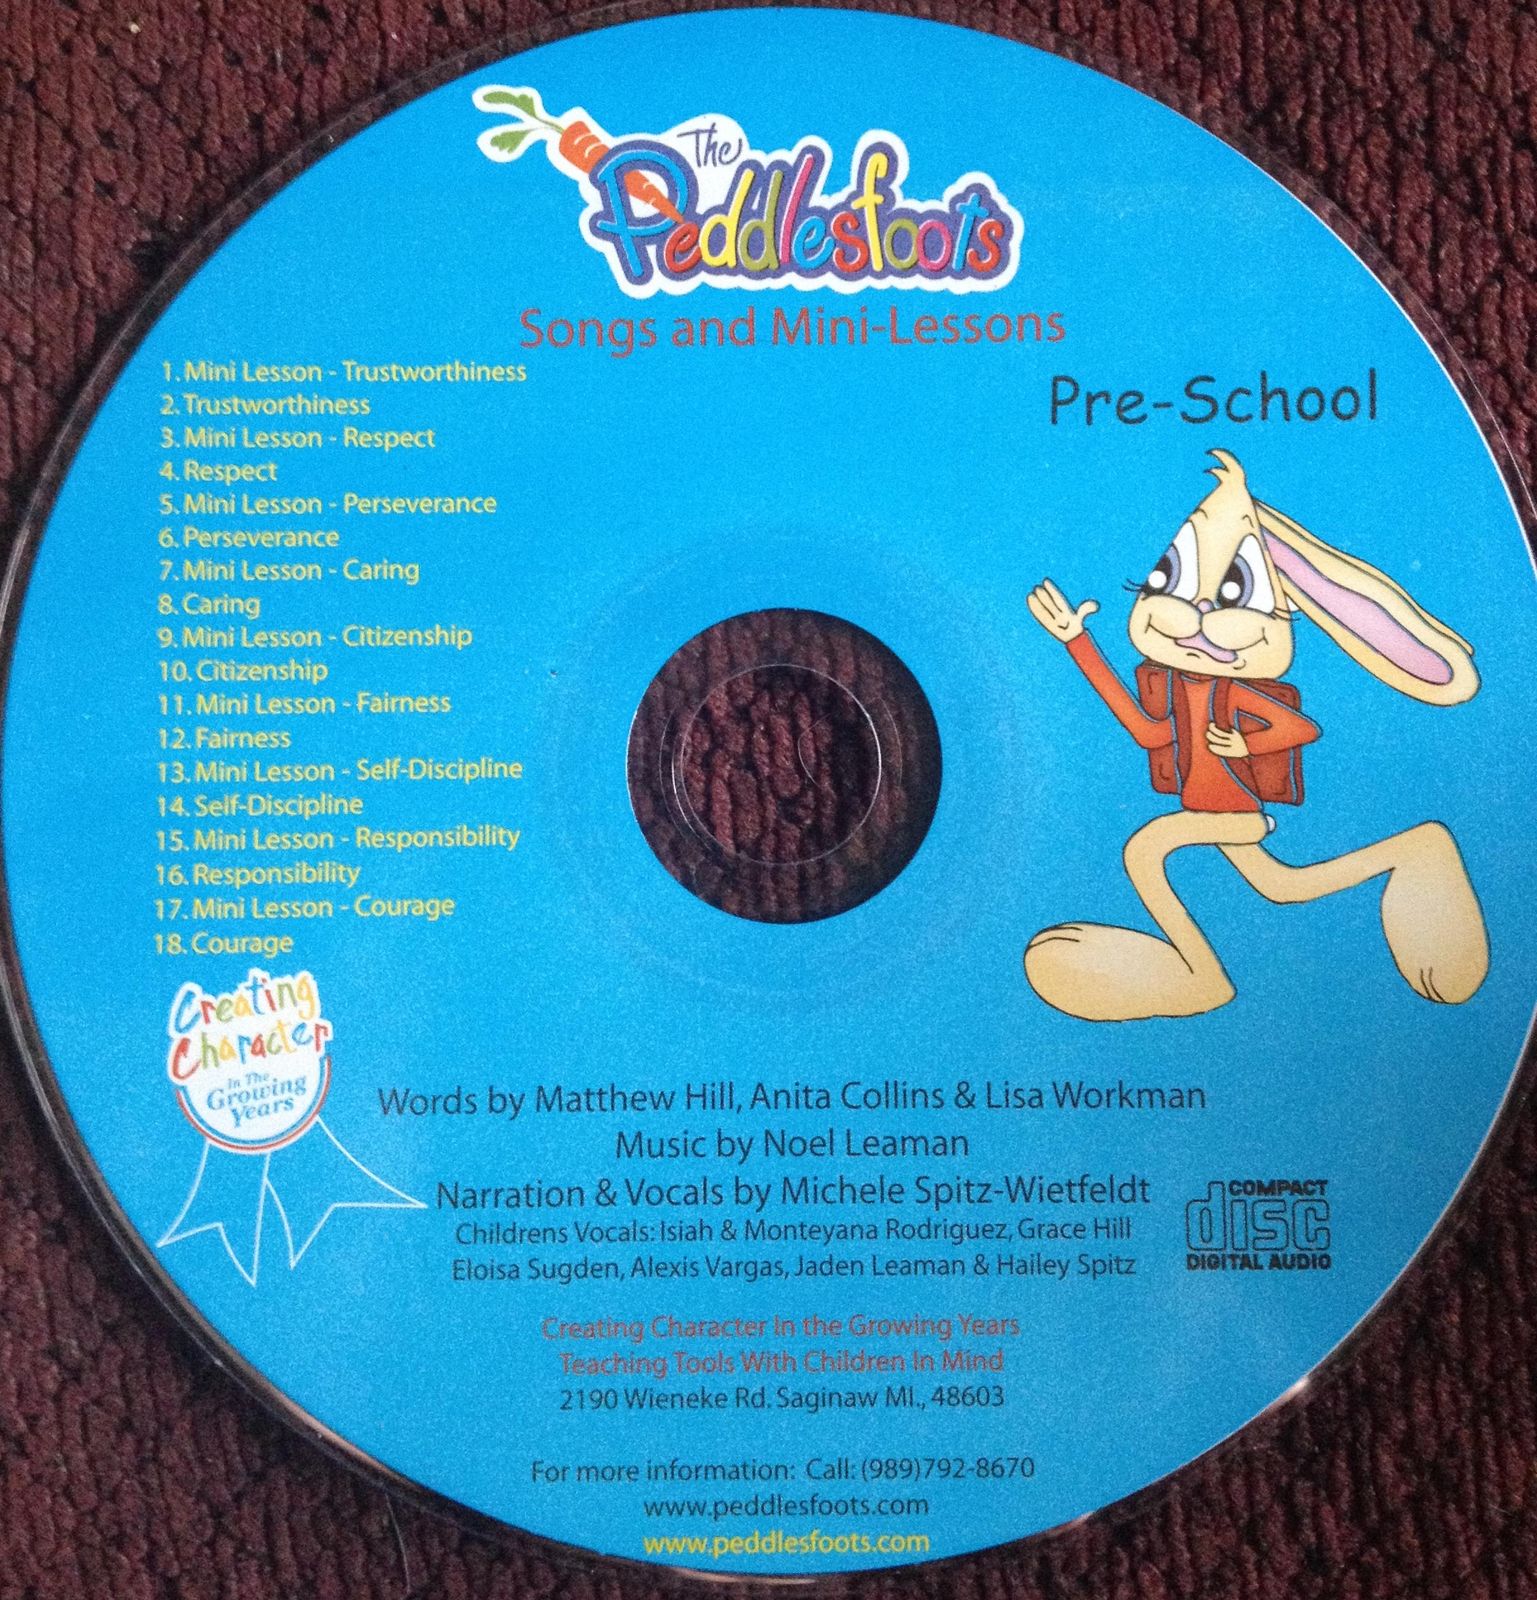 The Peddlesfoots
Songs and Mini-Lessons
Pre-School
1. Mini Lesson - Trustworthiness
2. Trustworthiness
3. Mini Lesson - Respect
4. Respect
5. Mini Lesson - Perseverance
6. Perseverance
7. Mini Lesson - Caring
8. Caring
9. Mini Lesson - Citizenship
10. Citizenship
11. Mini Lesson - Fairness
12. Fairness
13. Mini Lesson - Self-Discipline
14. Self-Discipline
15. Mini Lesson - Responsibility
16. Responsibility
17. Mini Lesson - Courage
18. Courage
Creating
Character
In The
Growing
Years
Words by Matthew Hill, Anita Collins & Lisa Workman
Music by Noel Leaman
Narration & Vocals by Michele Spitz-Wietfeldt
Childrens Vocals: Isiah & Monteyana Rodriguez, Grace Hill
Eloisa Sugden, Alexis Vargas, Jaden Leaman & Hailey Spitz
COMPACT
disc
DIGITAL AUDIO
Creating Character In the Growing Years
Teaching Tools With Children In Mind
2190 Wieneke Rd. Saginaw MI., 48603
For more information: Call: (989)792-8670
www.peddlesfoots.com
www.peddlesfoots.com